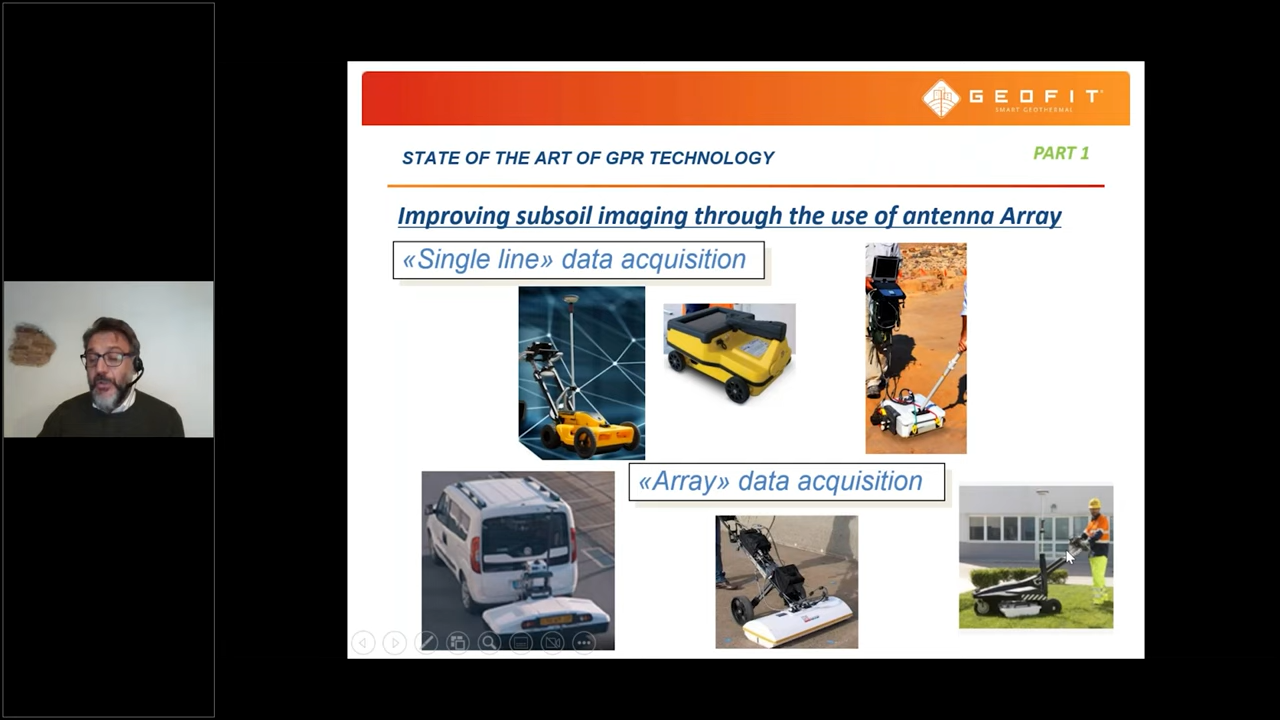 GEOFIT
SMART GEOTHERMAL
STATE OF THE ART OF GPR TECHNOLOGY
PART 1
Improving subsoil imaging through the use of antenna Array
«Single line» data acquisition
«Array» data acquisition